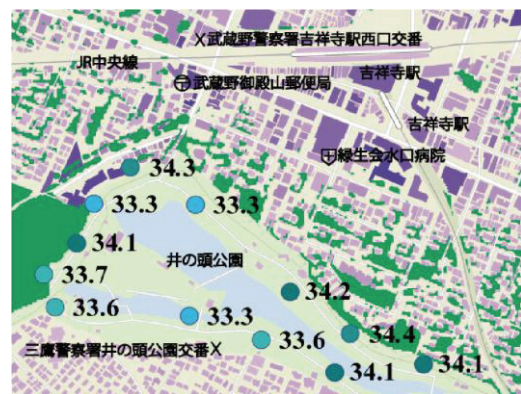 X武蔵野警察署吉祥寺駅西口交番
JR中央線
吉祥寺駅
〶武蔵野御殿山郵便局
吉祥寺駅
緑生会水口病院
34.3
33.3
33.3
34.1
井の頭公園
33.7
34.2
33.6
33.3
34.4
33.6
三鷹警察署井の頭公園交番X
34.1
34.1